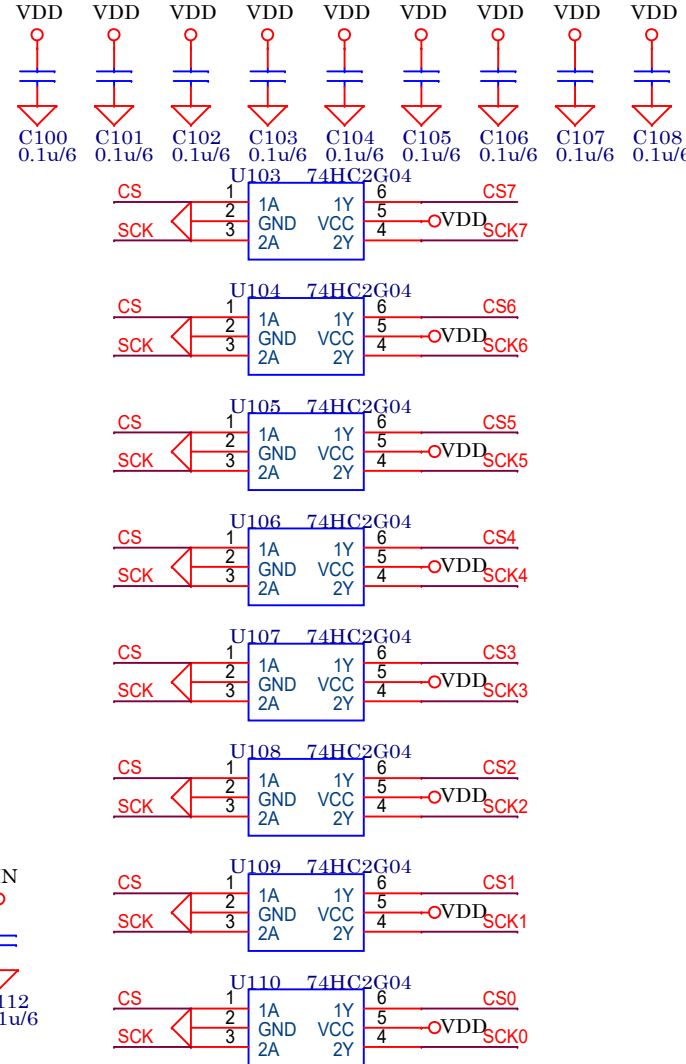 VDD VDD VDD VDD VDD VDD VDD VDD VDD
C100 C101 C102 C103 C104 C105 C106 C107 C108
0.1u/6 0.1u/6 0.1u/6 0.1u/6 0.1u/6 0.1u/6 0.1u/6 0.1u/6 0.1u/6
U103 74HC2G04
CS 1 1A 1Y 6 CS7
2 GND VCC 5 VDD
SCK 3 2A 2Y 4 SCK7
U104 74HC2G04
CS 1 1A 1Y 6 CS6
2 GND VCC 5 VDD
SCK 3 2A 2Y 4 SCK6
U105 74HC2G04
CS 1 1A 1Y 6 CS5
2 GND VCC 5 VDD
SCK 3 2A 2Y 4 SCK5
U106 74HC2G04
CS 1 1A 1Y 6 CS4
2 GND VCC 5 VDD
SCK 3 2A 2Y 4 SCK4
U107 74HC2G04
CS 1 1A 1Y 6 CS3
2 GND VCC 5 VDD
SCK 3 2A 2Y 4 SCK3
U108 74HC2G04
CS 1 1A 1Y 6 CS2
2 GND VCC 5 VDD
SCK 3 2A 2Y 4 SCK2
U109 74HC2G04
CS 1 1A 1Y 6 CS1
2 GND VCC 5 VDD
SCK 3 2A 2Y 4 SCK1
N
112
1u/6
U110 74HC2G04
CS 1 1A 1Y 6 CS0
2 GND VCC 5 VDD
SCK 3 2A 2Y 4 SCK0